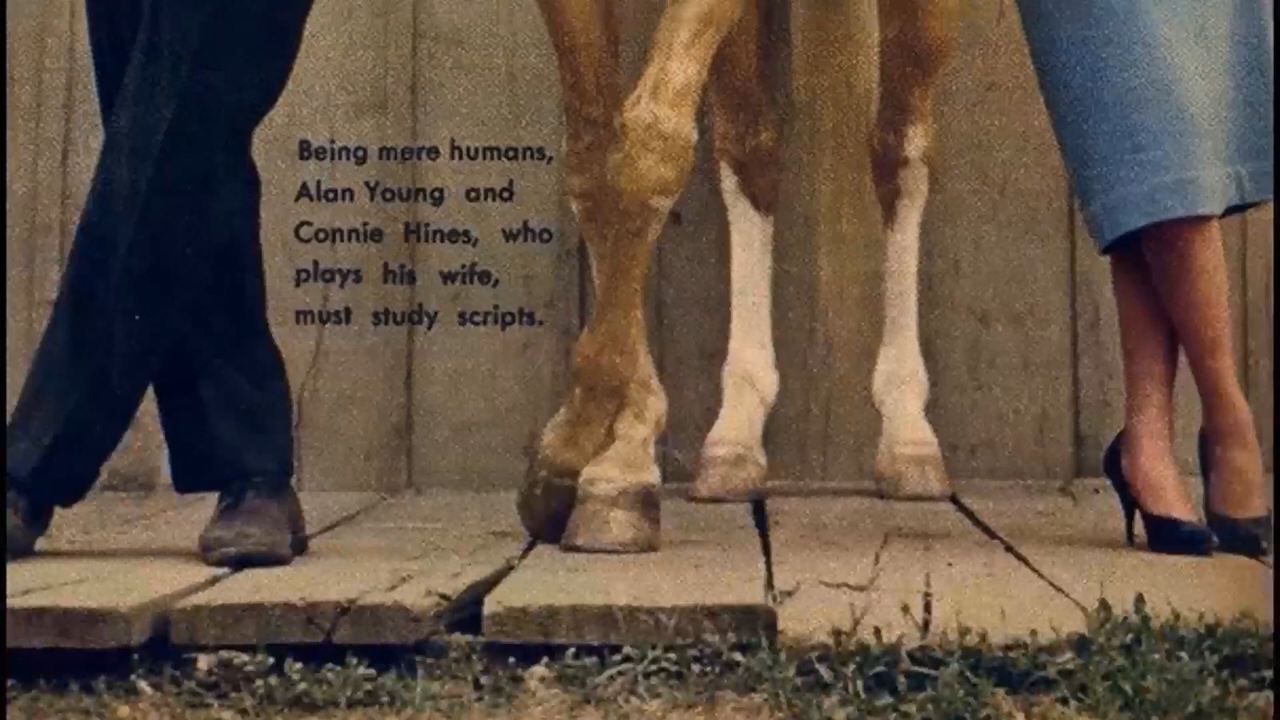 Being mere humans,
Alan Young and
Connie Hines, who
plays his wife,
must study scripts.